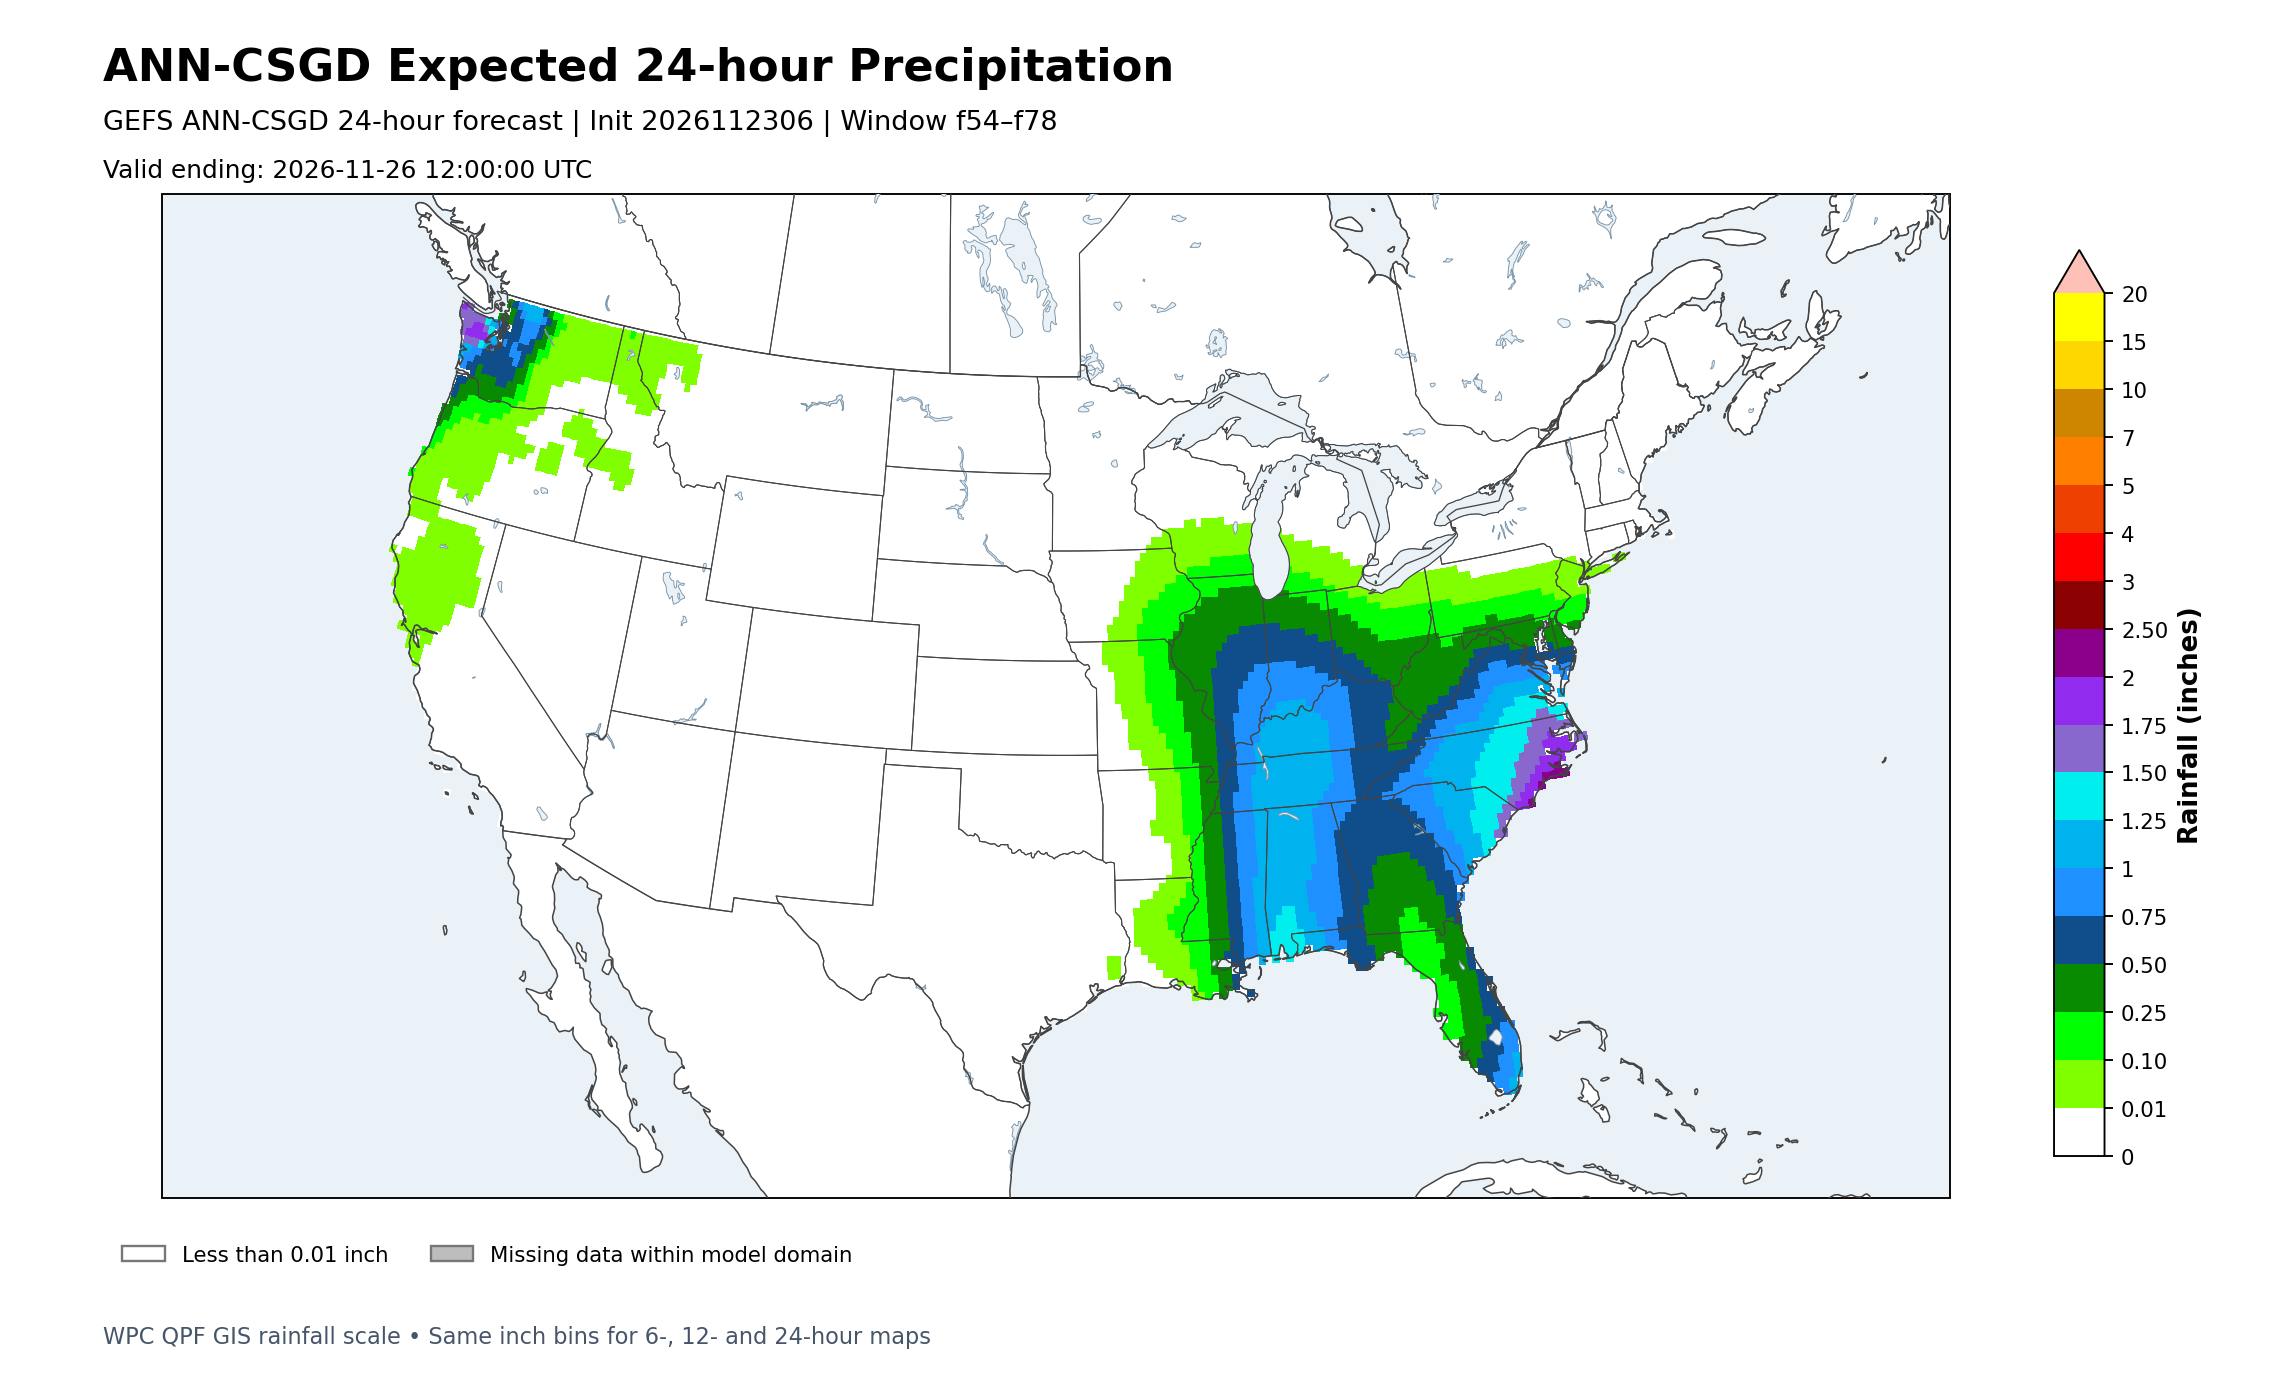 ANN-CSGD Expected 24-hour Precipitation
GEFS ANN-CSGD 24-hour forecast | Init 2026112306 | Window f54–f78
Valid ending: 2026-11-26 12:00:00 UTC
20
15
10
7
5
4
3
2.50
2
1.75
1.50
1.25
1
0.75
0.50
0.25
0.10
0.01
0
Rainfall (inches)
Less than 0.01 inch
Missing data within model domain
WPC QPF GIS rainfall scale • Same inch bins for 6-, 12- and 24-hour maps